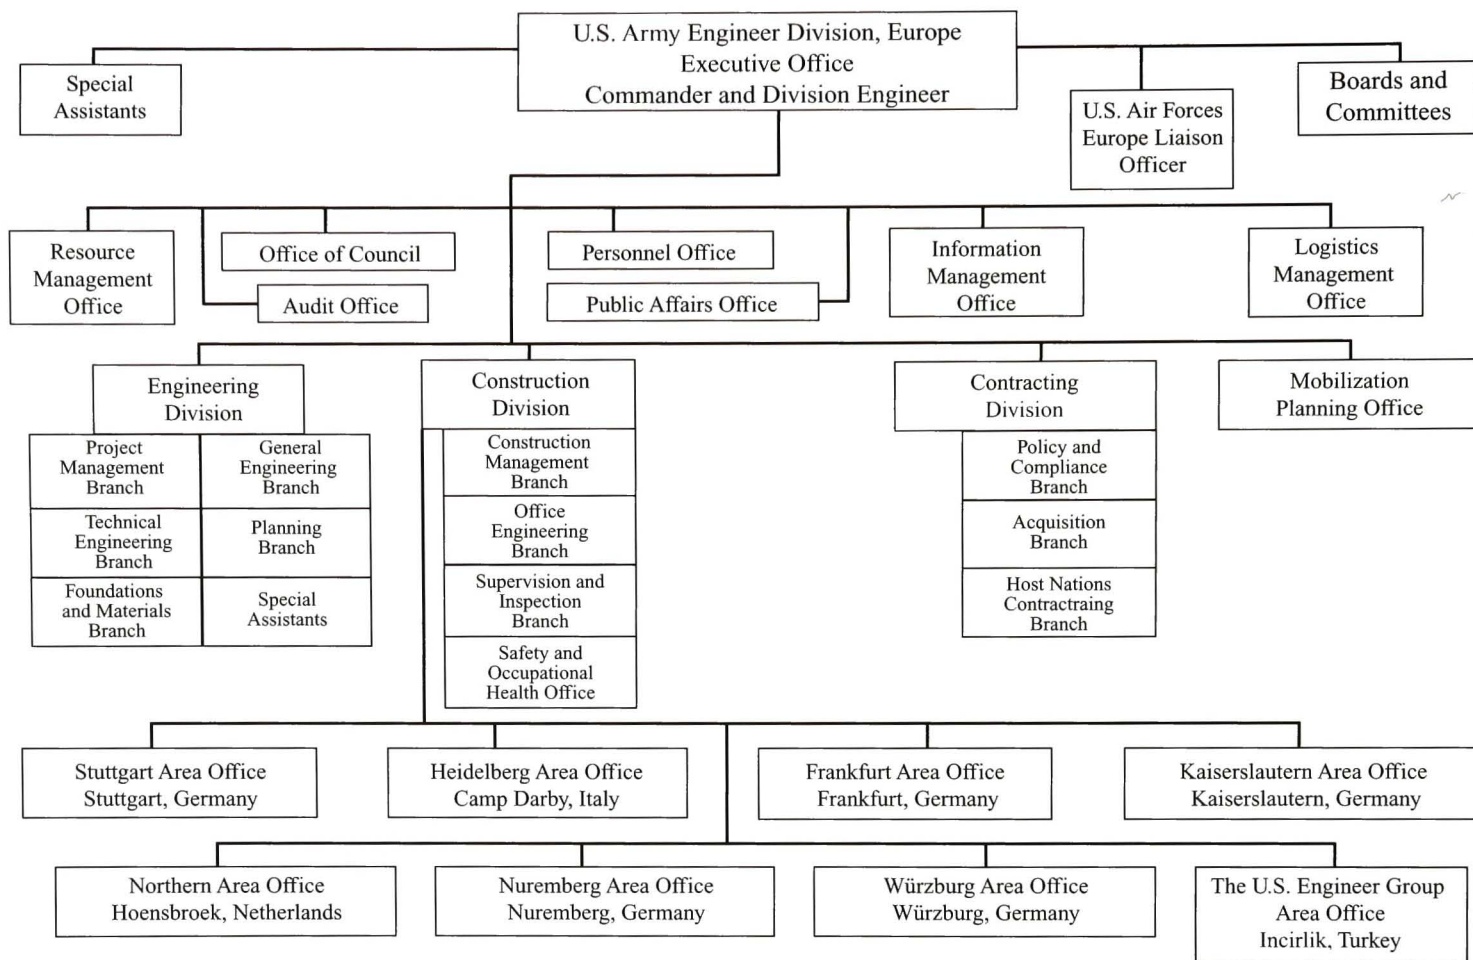 U.S. Army Engineer Division, Europe
Executive Office
Commander and Division Engineer
Special
Assistants
U.S. Air Forces
Europe Liaison
Officer
Boards and
Committees
Resource
Management
Office
Office of Council
Audit Office
Personnel Office
Public Affairs Office
Information
Management
Office
Logistics
Management
Office
Engineering
Division
Project
Management
Branch
General
Engineering
Branch
Technical
Engineering
Branch
Planning
Branch
Foundations
and Materials
Branch
Special
Assistants
Construction
Division
Construction
Management
Branch
Office
Engineering
Branch
Supervision and
Inspection
Branch
Safety and
Occupational
Health Office
Contracting
Division
Policy and
Compliance
Branch
Acquisition
Branch
Host Nations
Contractraing
Branch
Mobilization
Planning Office
Stuttgart Area Office
Stuttgart, Germany
Heidelberg Area Office
Camp Darby, Italy
Frankfurt Area Office
Frankfurt, Germany
Kaiserslautern Area Office
Kaiserslautern, Germany
Northern Area Office
Hoensbroek, Netherlands
Nuremberg Area Office
Nuremberg, Germany
Würzburg Area Office
Würzburg, Germany
The U.S. Engineer Group
Area Office
Incirlik, Turkey